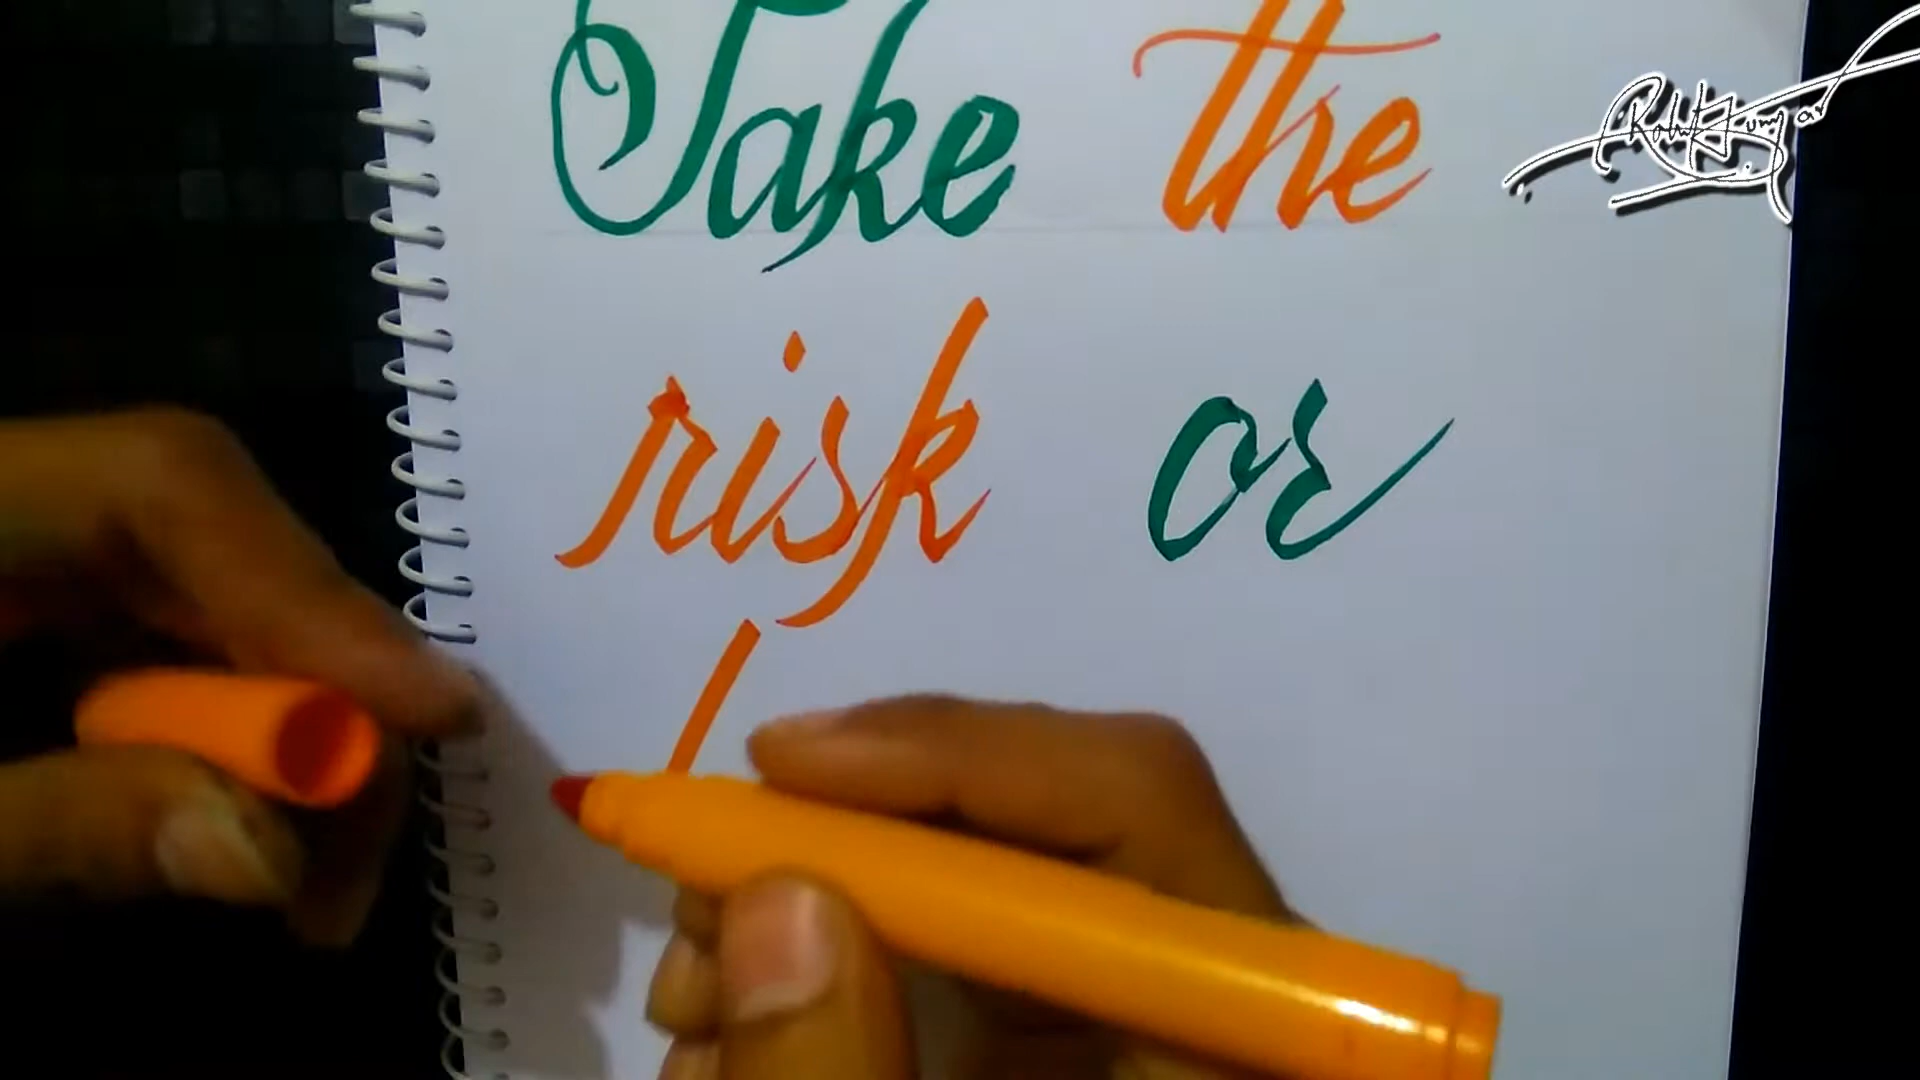 Take the
risk or